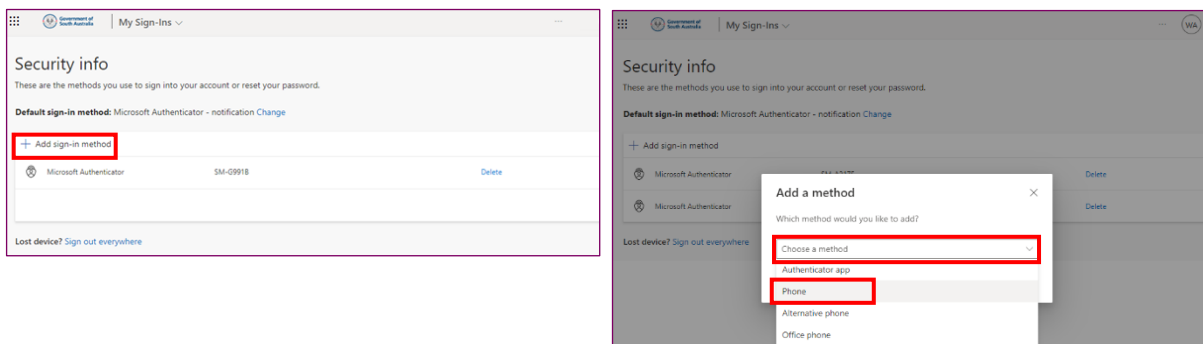 Government of
South Australia
My Sign-Ins
...
Security info
These are the methods you use to sign into your account or reset your password.
Default sign-in method: Microsoft Authenticator - notification Change
+ Add sign-in method
Microsoft Authenticator SM-G991B Delete
Lost device? Sign out everywhere
Government of
South Australia
My Sign-Ins
...
WA
Security info
These are the methods you use to sign into your account or reset your password.
Default sign-in method: Microsoft Authenticator - notification Change
+ Add sign-in method
Microsoft Authenticator Delete
Microsoft Authenticator Delete
Lost device? Sign out everywhere
Add a method
Which method would you like to add?
Choose a method
Authenticator app
Phone
Alternative phone
Office phone